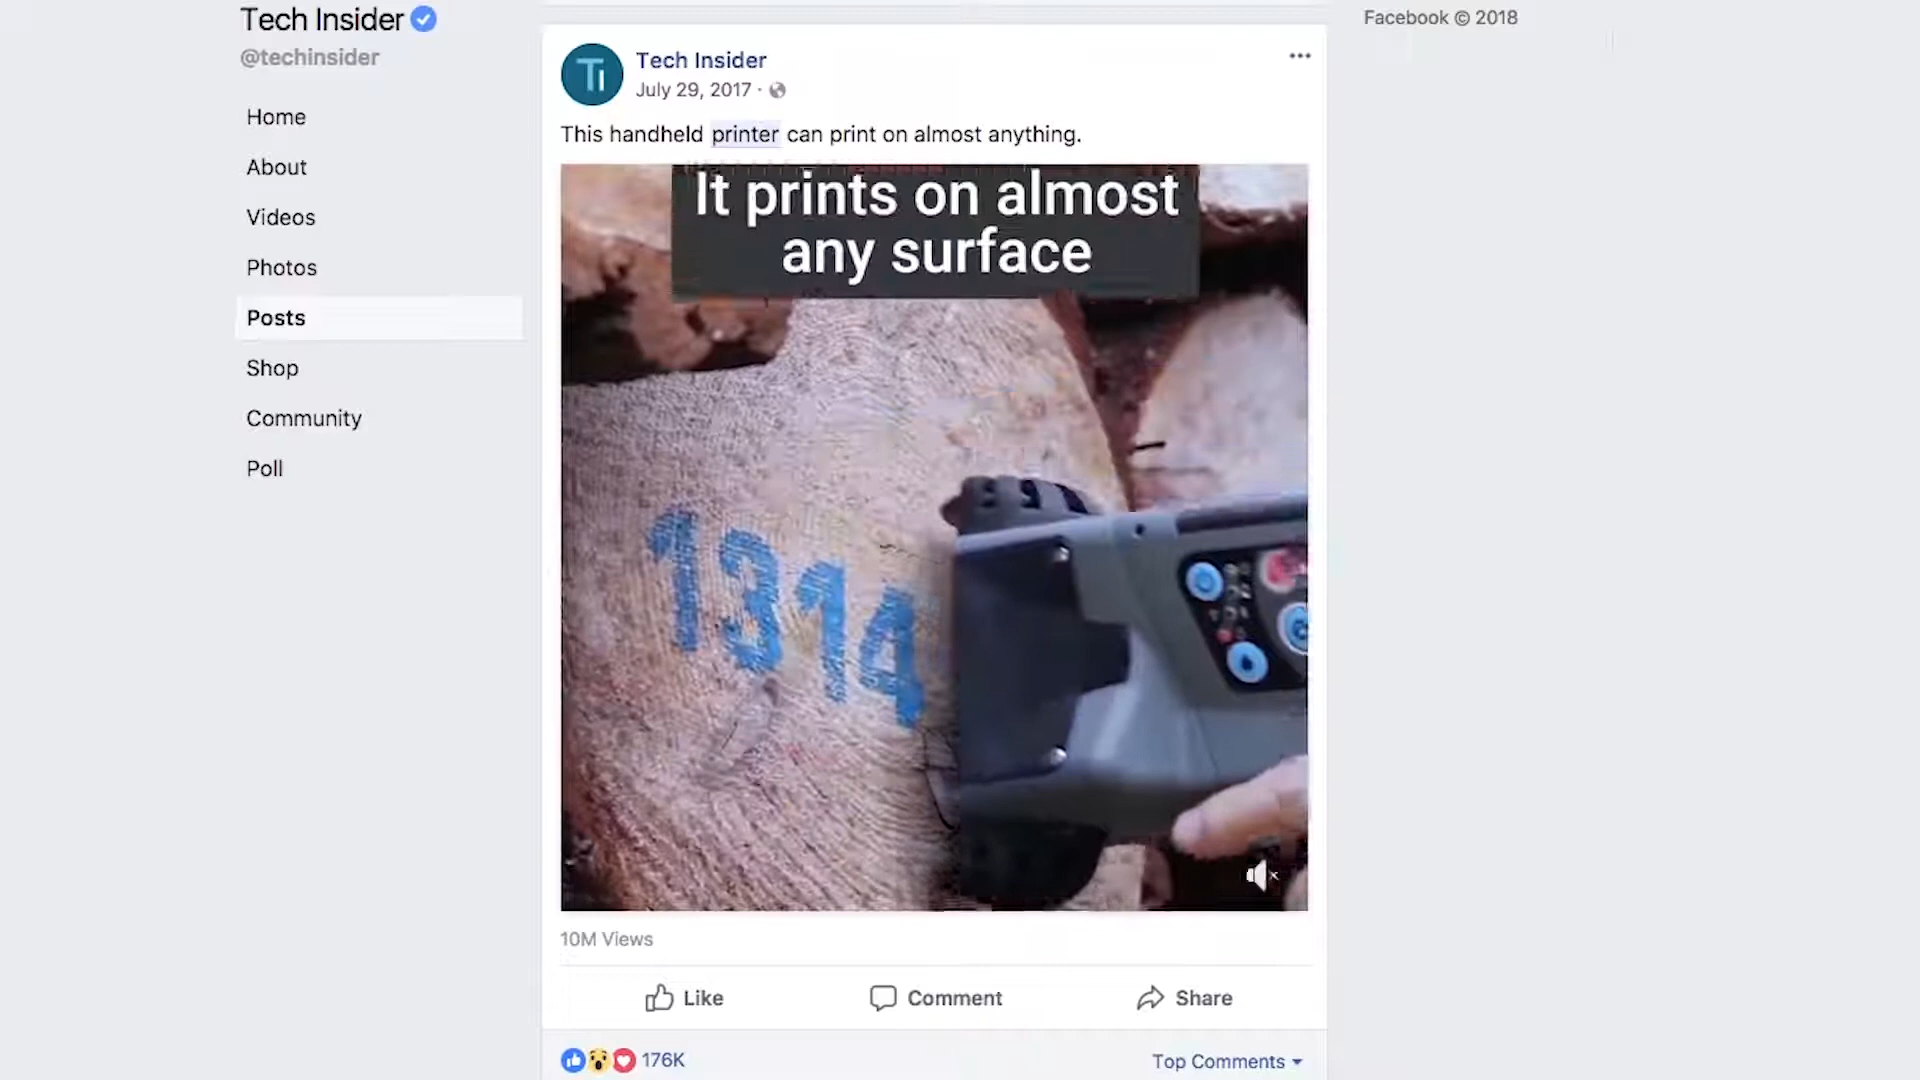 Tech Insider
@techinsider
Home
About
Videos
Photos
Posts
Shop
Community
Poll
Ti
Tech Insider
July 29, 2017 ·
This handheld printer can print on almost anything.
It prints on almost
any surface
1314
10M Views
Like
Comment
Share
176K
Top Comments
Facebook © 2018